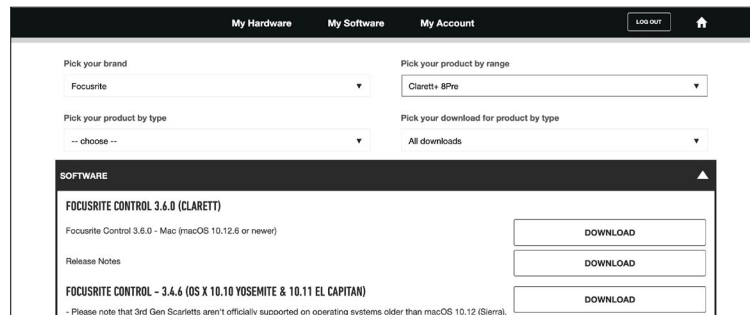 My Hardware My Software My Account LOG OUT
Pick your brand Pick your product by range
Focusrite Clarett+ 8Pre
Pick your product by type Pick your download for product by type
-- choose -- All downloads
SOFTWARE
FOCUSRITE CONTROL 3.6.0 (CLARETT)
Focusrite Control 3.6.0 - Mac (macOS 10.12.6 or newer) DOWNLOAD
Release Notes DOWNLOAD
FOCUSRITE CONTROL - 3.4.6 (OS X 10.10 YOSEMITE & 10.11 EL CAPITAN) DOWNLOAD
- Please note that 3rd Gen Scarletts aren't officially supported on operating systems older than macOS 10.12 (Sierra).